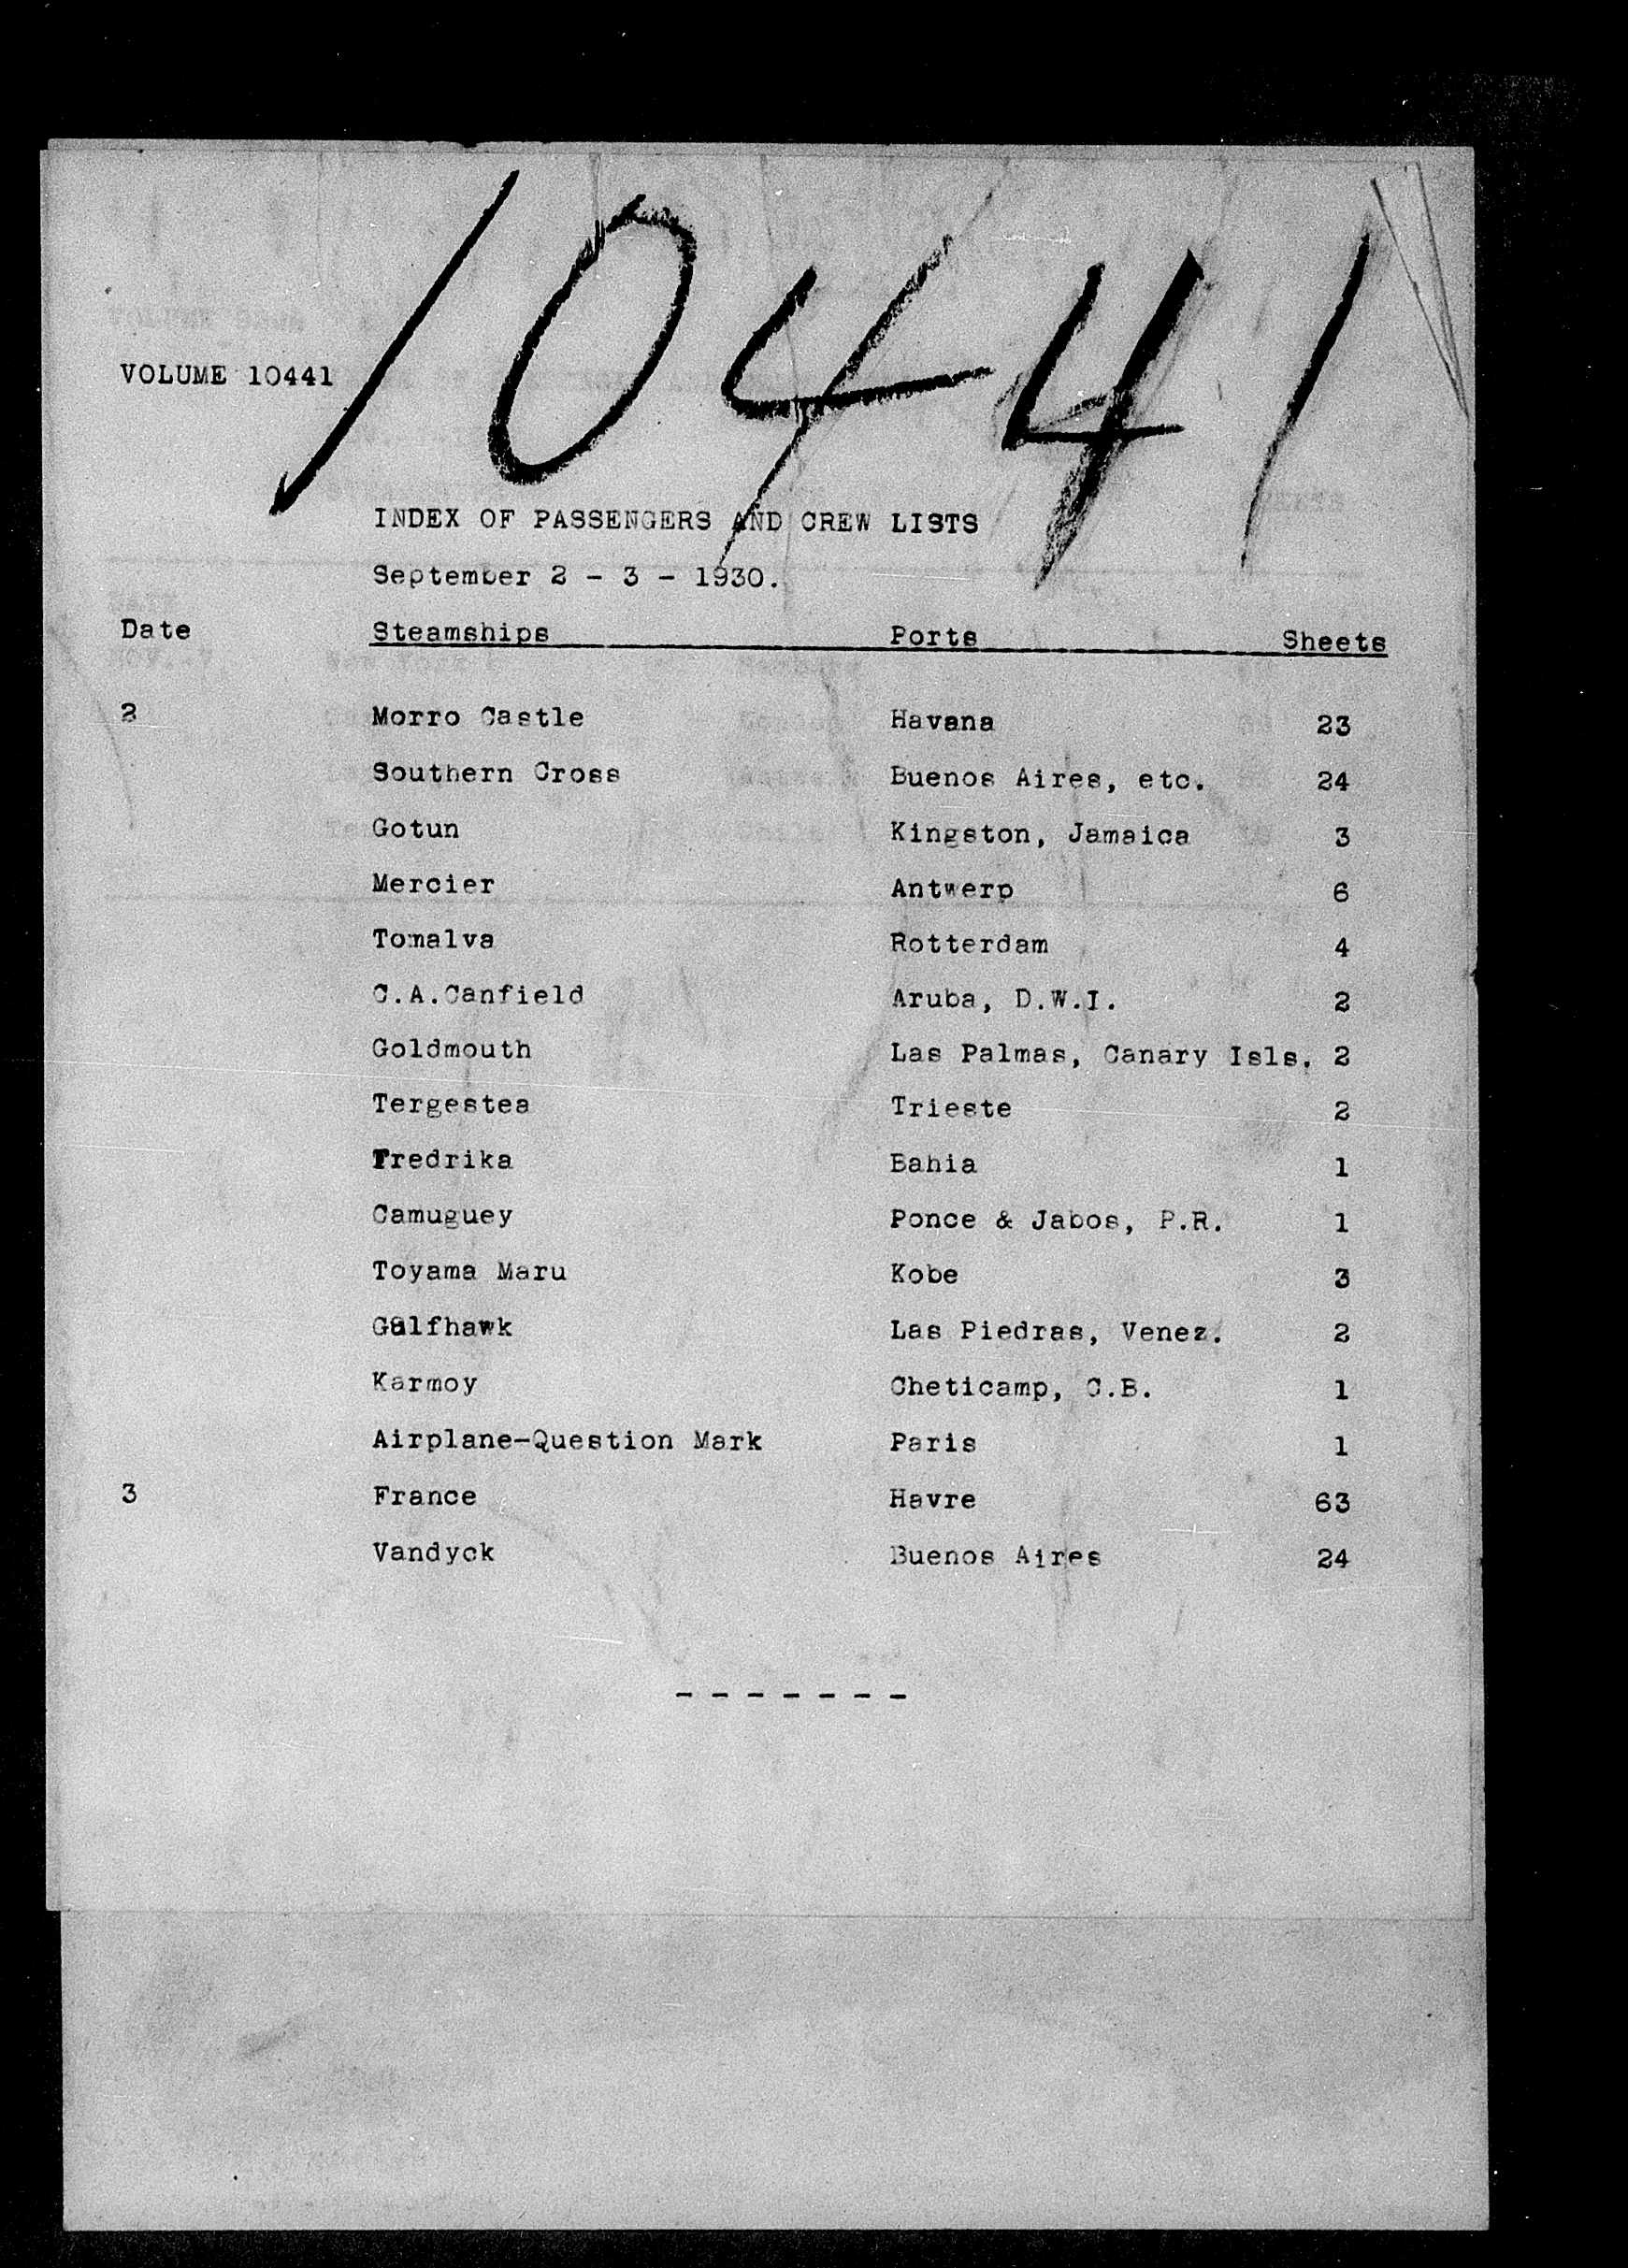 10441
VOLUME 10441
INDEX OF PASSENGERS AND CREW LISTS
September 2 - 3 - 1930.
Date Steamships Ports Sheets
2 Morro Castle Havana 23
Southern Cross Buenos Aires, etc. 24
Gotun Kingston, Jamaica 3
Mercier Antwerp 6
Tomalva Rotterdam 4
C.A.Canfield Aruba, D.W.I. 2
Goldmouth Las Palmas, Canary Isls. 2
Tergestea Trieste 2
Fredrika Bahia 1
Camuguey Ponce & Jabos, P.R. 1
Toyama Maru Kobe 3
Gulfhawk Las Piedras, Venez. 2
Karmoy Cheticamp, C.B. 1
Airplane-Question Mark Paris 1
3 France Havre 63
Vandyck Buenos Aires 24
- - - - - - -